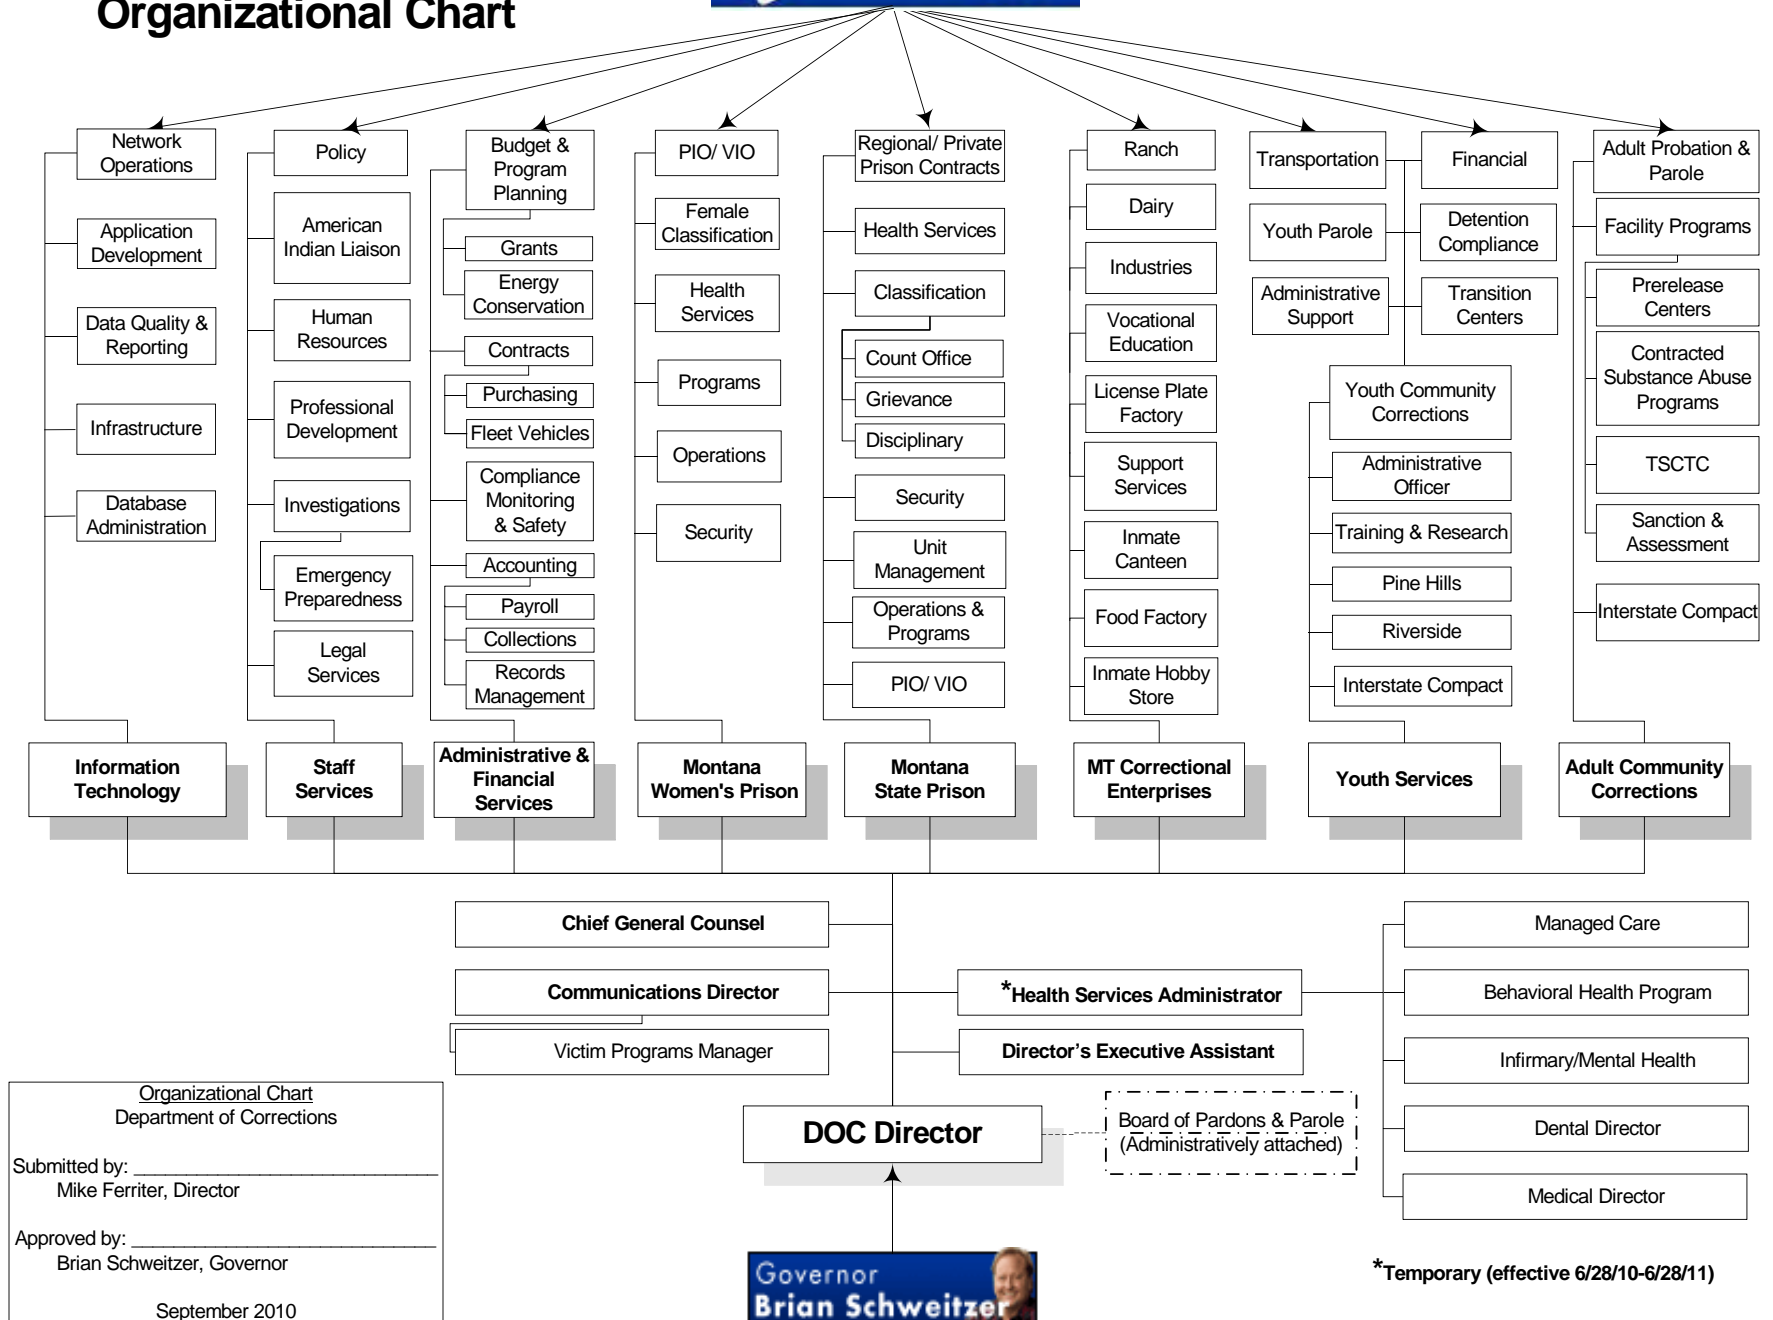 Organizational Chart
Network
Operations
Application
Development
Data Quality &
Reporting
Infrastructure
Database
Administration
Policy
American
Indian Liaison
Human
Resources
Professional
Development
Investigations
Emergency
Preparedness
Legal
Services
Budget &
Program
Planning
Grants
Energy
Conservation
Contracts
Purchasing
Fleet Vehicles
Compliance
Monitoring
& Safety
Accounting
Payroll
Collections
Records
Management
PIO/ VIO
Female
Classification
Health
Services
Programs
Operations
Security
Regional/ Private
Prison Contracts
Health Services
Classification
Count Office
Grievance
Disciplinary
Security
Unit
Management
Operations &
Programs
PIO/ VIO
Ranch
Dairy
Industries
Vocational
Education
License Plate
Factory
Support
Services
Inmate
Canteen
Food Factory
Inmate Hobby
Store
Transportation
Financial
Youth Parole
Detention
Compliance
Administrative
Support
Transition
Centers
Youth Community
Corrections
Administrative
Officer
Training & Research
Pine Hills
Riverside
Interstate Compact
Adult Probation &
Parole
Facility Programs
Prerelease
Centers
Contracted
Substance Abuse
Programs
TSCTC
Sanction &
Assessment
Interstate Compact
Information
Technology
Staff
Services
Administrative &
Financial
Services
Montana
Women's Prison
Montana
State Prison
MT Correctional
Enterprises
Youth Services
Adult Community
Corrections
Chief General Counsel
Communications Director
Victim Programs Manager
*Health Services Administrator
Director’s Executive Assistant
Managed Care
Behavioral Health Program
Infirmary/Mental Health
Dental Director
Medical Director
DOC Director
Board of Pardons & Parole
(Administratively attached)
Organizational Chart
Department of Corrections
Submitted by: ______________________________
Mike Ferriter, Director
Approved by: ______________________________
Brian Schweitzer, Governor
September 2010
Governor
Brian Schweitzer
*Temporary (effective 6/28/10-6/28/11)